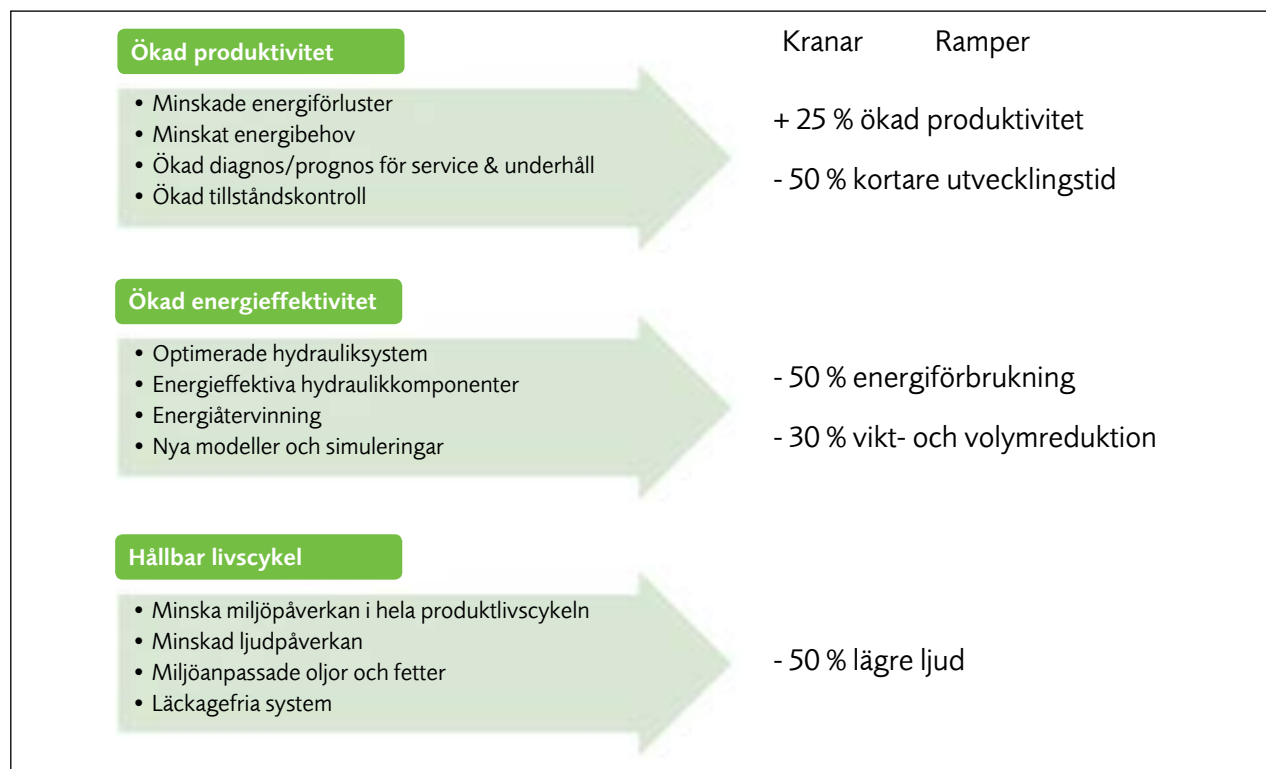 Kranar Ramper
Ökad produktivitet
• Minskade energiförluster
• Minskat energibehov
• Ökad diagnos/prognos för service & underhåll
• Ökad tillståndskontroll
+ 25 % ökad produktivitet
- 50 % kortare utvecklingstid
Ökad energieffektivitet
• Optimerade hydrauliksystem
• Energieffektiva hydraulikkomponenter
• Energiåtervinning
• Nya modeller och simuleringar
- 50 % energiförbrukning
- 30 % vikt- och volymreduktion
Hållbar livscykel
• Minska miljöpåverkan i hela produktlivscykeln
• Minskad ljudpåverkan
• Miljöanpassade oljor och fetter
• Läckagefria system
- 50 % lägre ljud